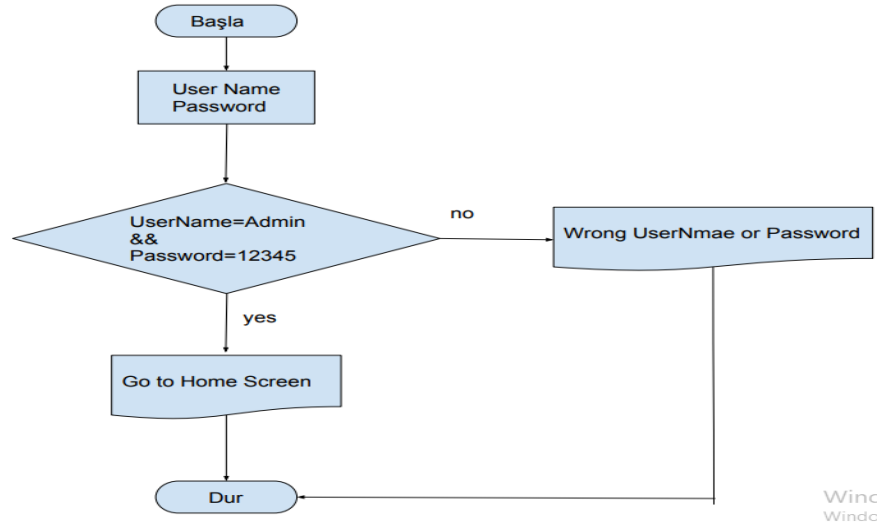 Başla
User Name
Password
UserName=Admin
&&
Password=12345
no
Wrong UserNmae or Password
yes
Go to Home Screen
Dur